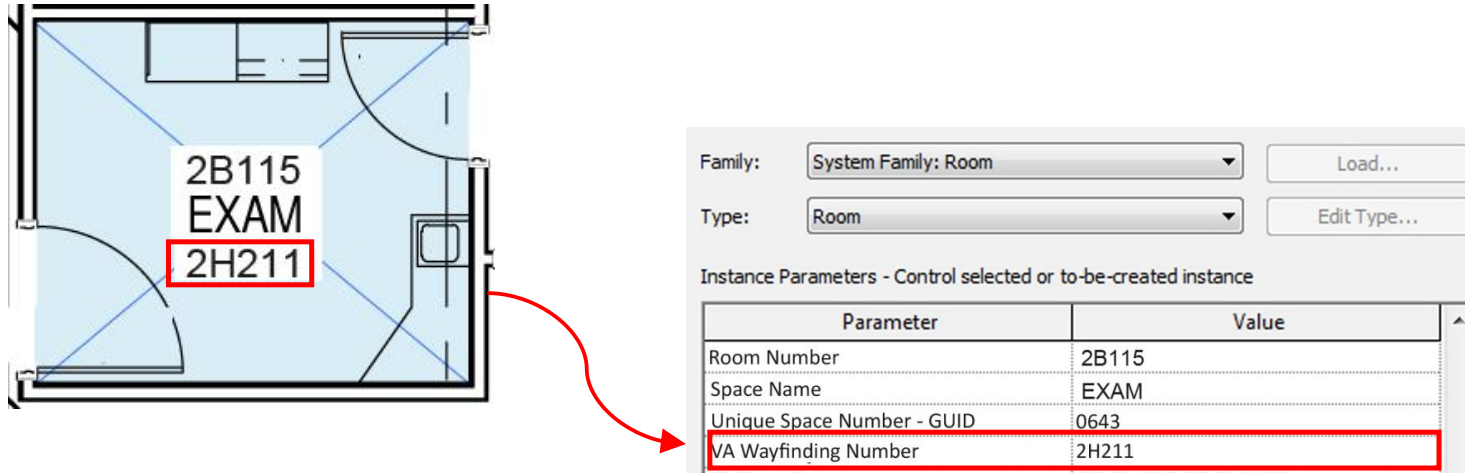 2B115
EXAM
2H211
Family: System Family: Room Load...
Type: Room Edit Type...
Instance Parameters - Control selected or to-be-created instance
Parameter Value
Room Number 2B115
Space Name EXAM
Unique Space Number - GUID 0643
VA Wayfinding Number 2H211